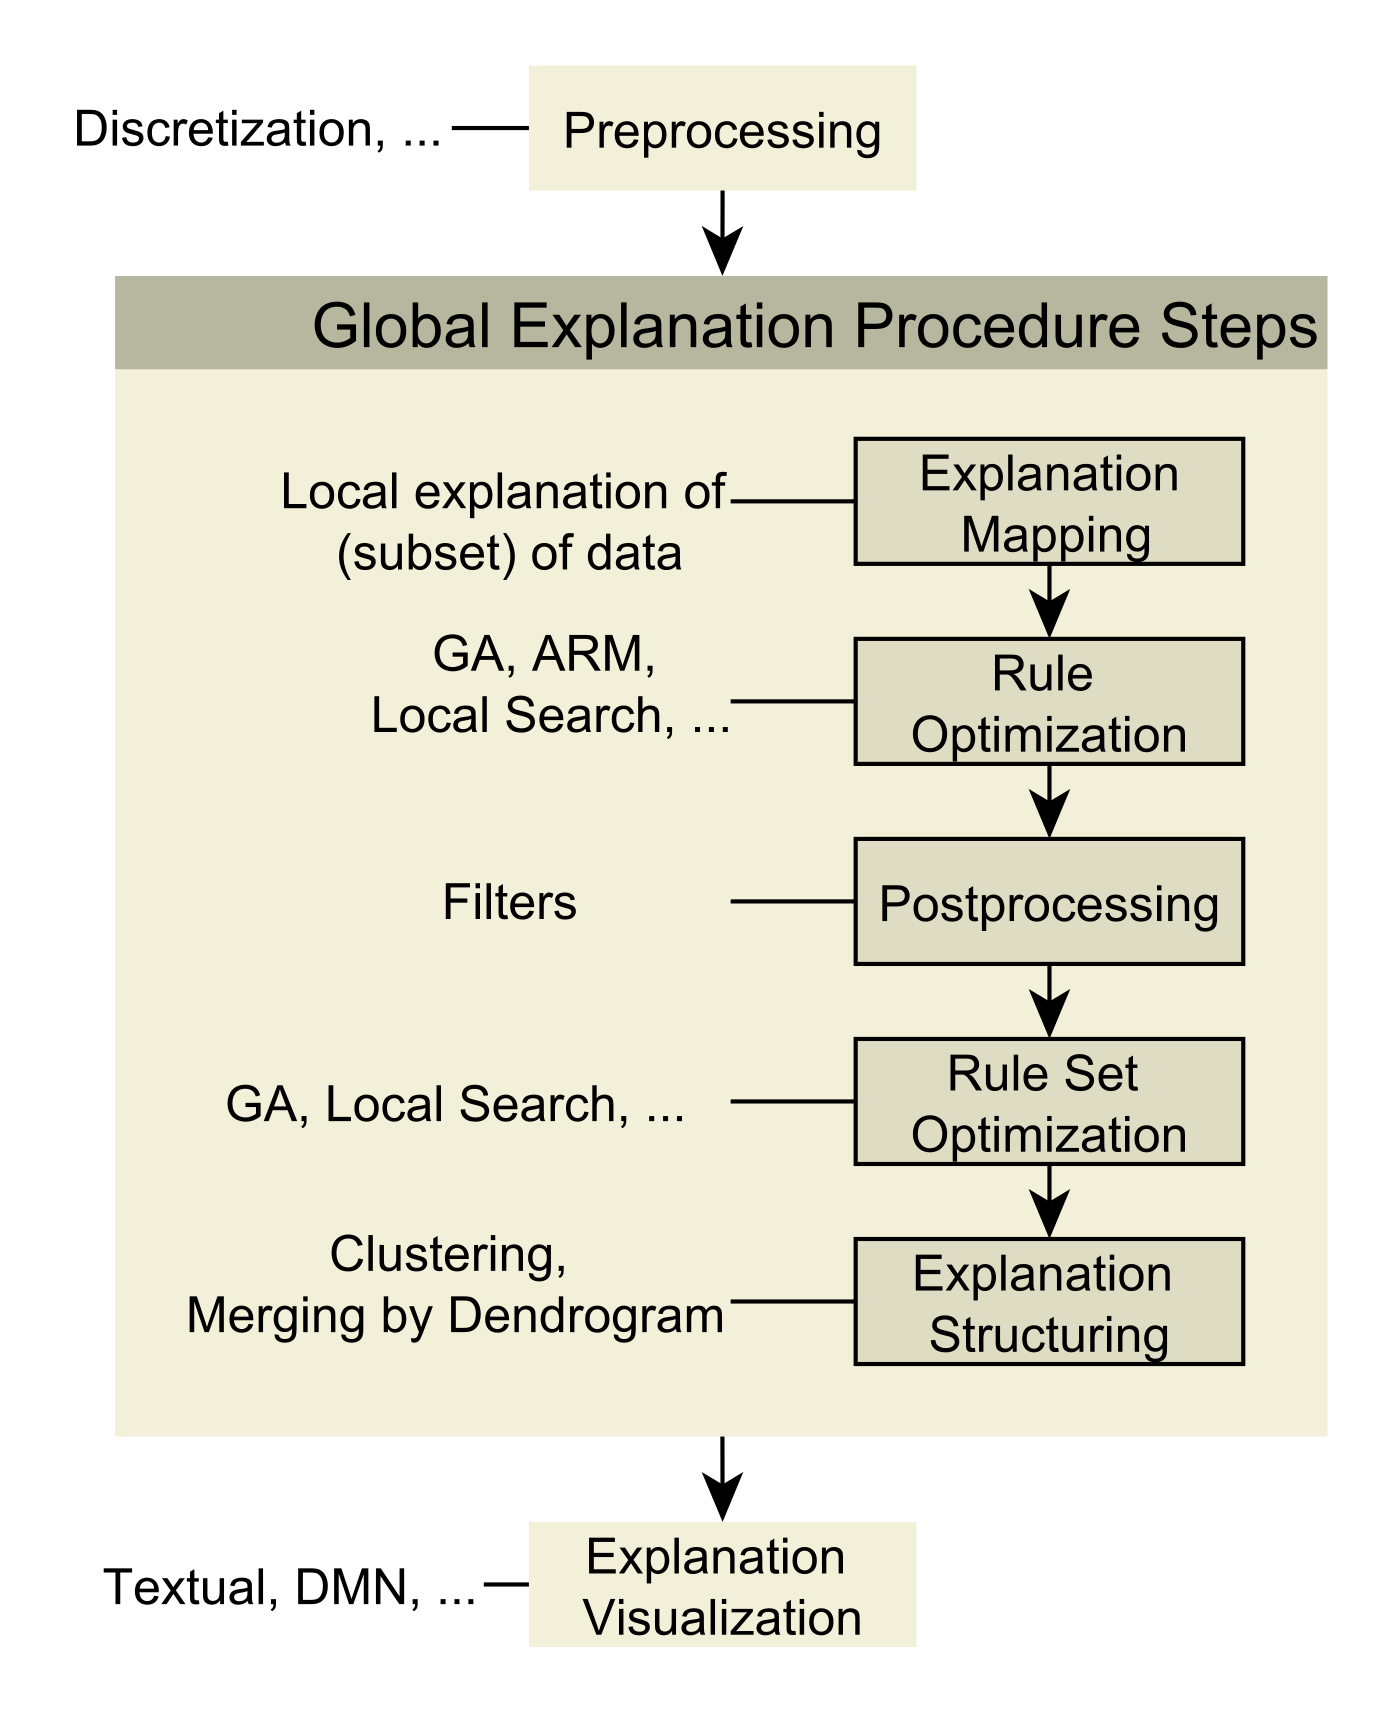 Discretization, ...
Preprocessing
Global Explanation Procedure Steps
Local explanation of
(subset) of data
Explanation
Mapping
GA, ARM,
Local Search, ...
Rule
Optimization
Filters
Postprocessing
GA, Local Search, ...
Rule Set
Optimization
Clustering,
Merging by Dendrogram
Explanation
Structuring
Textual, DMN, ...
Explanation
Visualization